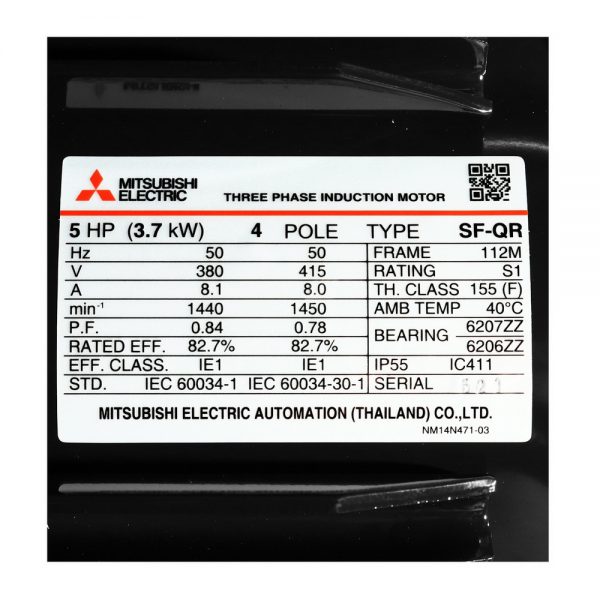 MITSUBISHI
ELECTRIC
THREE PHASE INDUCTION MOTOR
5 HP (3.7 kW) 4 POLE TYPE SF-QR
Hz 50 50 FRAME 112M
V 380 415 RATING S1
A 8.1 8.0 TH. CLASS 155 (F)
min-1 1440 1450 AMB TEMP 40°C
P.F. 0.84 0.78 BEARING 6207ZZ
RATED EFF. 82.7% 82.7% 6206ZZ
EFF. CLASS. IE1 IE1 IP55 IC411
STD. IEC 60034-1 IEC 60034-30-1 SERIAL
MITSUBISHI ELECTRIC AUTOMATION (THAILAND) CO.,LTD.
NM14N471-03